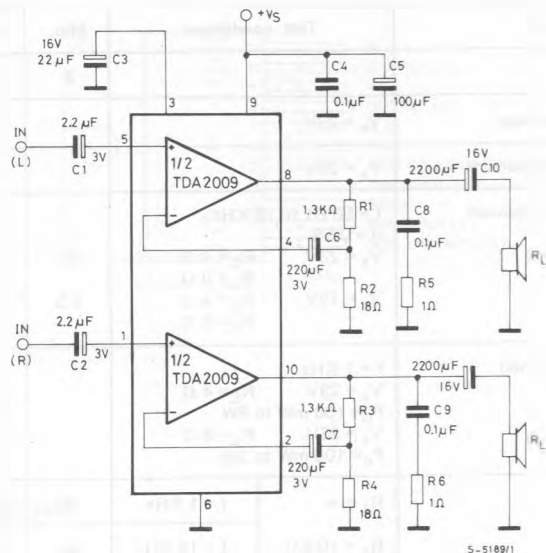 +Vs
16V
22µF
C3
C4
0.1µF
C5
100µF
3
9
2.2µF
IN
(L)
C1
3V
5
+
1/2
TDA2009
-
8
4
C6
220µF
3V
1,3KΩ
R1
R2
18Ω
C8
0.1µF
R5
1Ω
2200µF
16V
C10
RL
2.2µF
IN
(R)
C2
3V
1
+
1/2
TDA2009
-
10
2
C7
220µF
3V
1,3KΩ
R3
R4
18Ω
C9
0.1µF
R6
1Ω
2200µF
16V
RL
6
S-5189/1